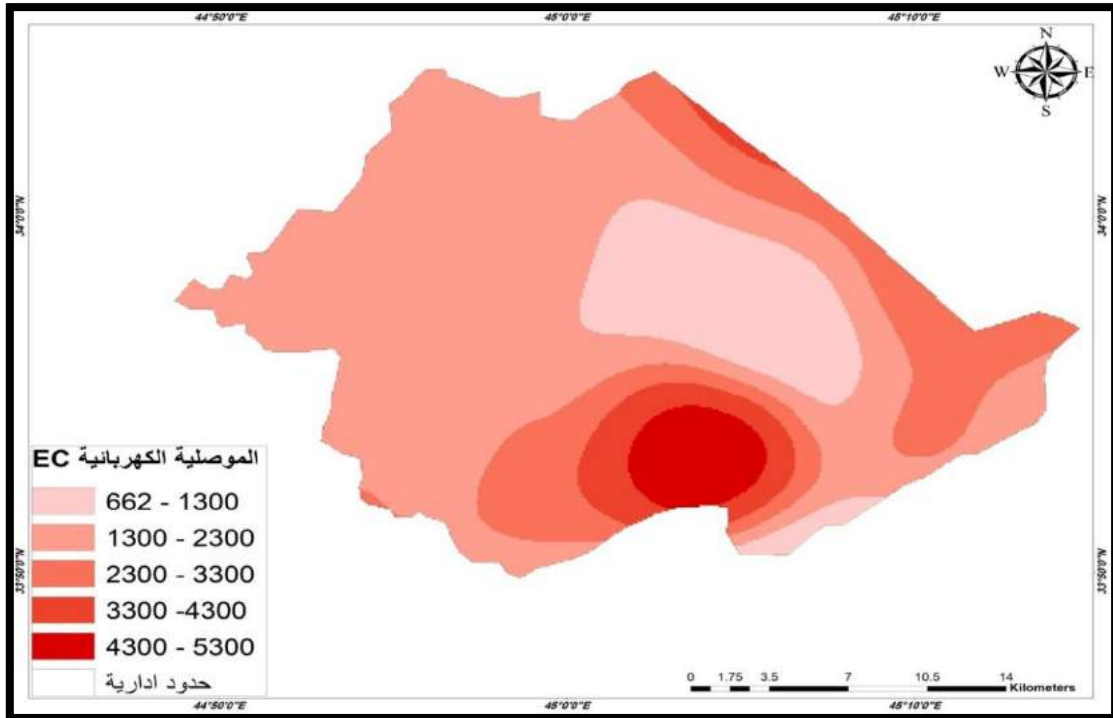 44°50'0"E 45°0'0"E 45°10'0"E
N
W E
S
34°0'0"N 34°0'0"N
الموصلية الكهربائية EC
662 - 1300
1300 - 2300
2300 - 3300
3300 -4300
4300 - 5300
حدود ادارية
33°50'0"N 33°50'0"N
0 1.75 3.5 7 10.5 14
Kilometers
44°50'0"E 45°0'0"E 45°10'0"E